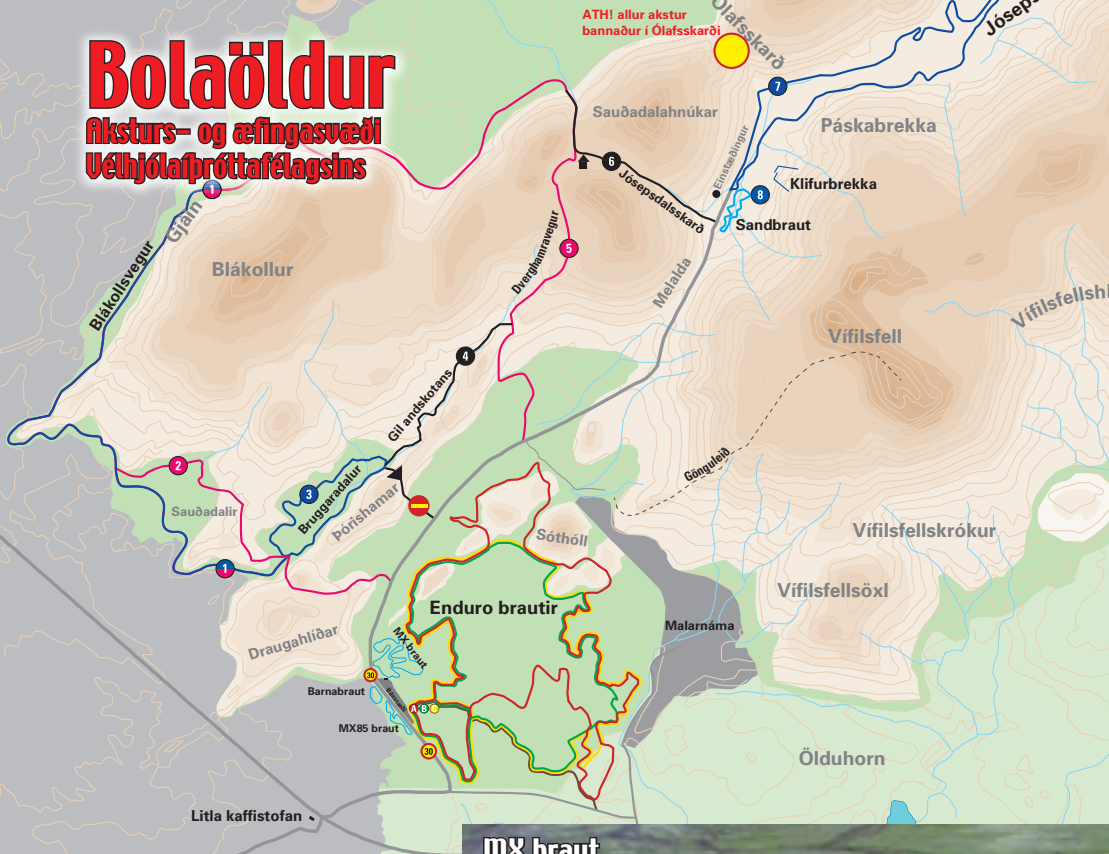 Bolaöldur
Aksturs- og æfingasvæði
Vélhjólaíþróttafélagsins
ATH! allur akstur
bannaður í Ólafsskarði
Ólafsskarð
7
Sauðadalahnúkar
Páskabrekka
6
Jósepsdalsskarð
Einstæðingur
Klifurbrekka
8
Sandbraut
1
Gjáin
Blákollsvegur
Blákollur
Dverghamravegur
5
Melalda
Vífilsfell
4
Gil andskotans
Gönguleið
2
3
Sauðadalir
Bruggaradalur
Þórishamar
Sóthóll
Vífilsfellskrókur
1
Vífilsfellsöxl
Enduro brautir
Malarnáma
Draugahlíðar
MX braut
30
Barnabraut
A B C
MX85 braut
30
Ölduhorn
Litla kaffistofan
MX braut